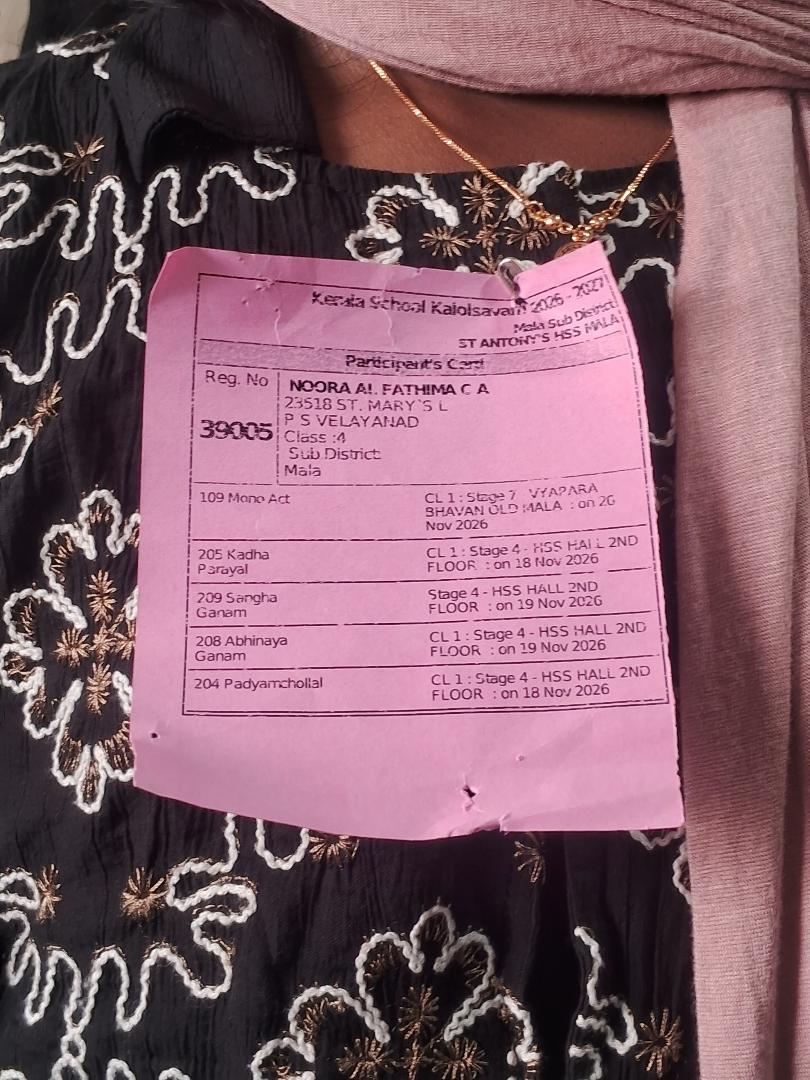 Kerala School Kalolsavam 2026 - 2027
Mala Sub District
ST ANTONY'S HSS MALA
Participant's Card
Reg. No
39005
NOORA AL FATHIMA C A
23518 ST. MARY`S L
P S VELAYANAD
Class :4
Sub District:
Mala
109 Mono Act
CL 1 : Stage 7 - VYAPARA
BHAVAN OLD MALA : on 20
Nov 2026
205 Kadha
Parayal
CL 1 : Stage 4 - HSS HALL 2ND
FLOOR : on 18 Nov 2026
209 Sangha
Ganam
Stage 4 - HSS HALL 2ND
FLOOR : on 19 Nov 2026
208 Abhinaya
Ganam
CL 1 : Stage 4 - HSS HALL 2ND
FLOOR : on 19 Nov 2026
204 Padyamchollal
CL 1 : Stage 4 - HSS HALL 2ND
FLOOR : on 18 Nov 2026